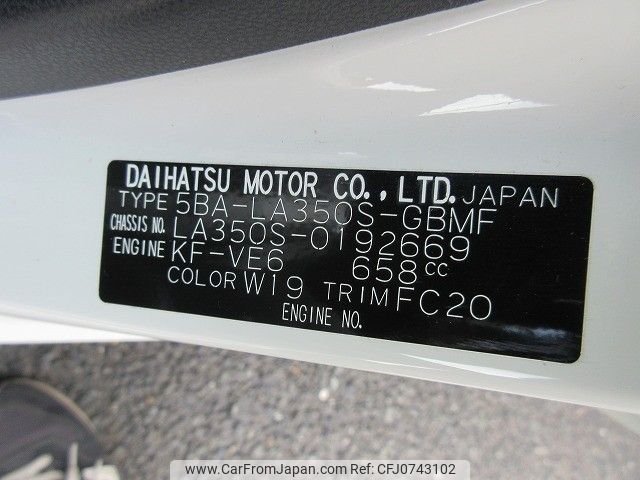 DAIHATSU MOTOR CO., LTD. JAPAN
TYPE 5BA-LA350S-GBMF
CHASSIS NO. LA350S-0192669
ENGINE KF-VE6 658cc
COLOR W19 TRIM FC20
ENGINE NO.
© CarFromJapan.com - REF CFJ0743102